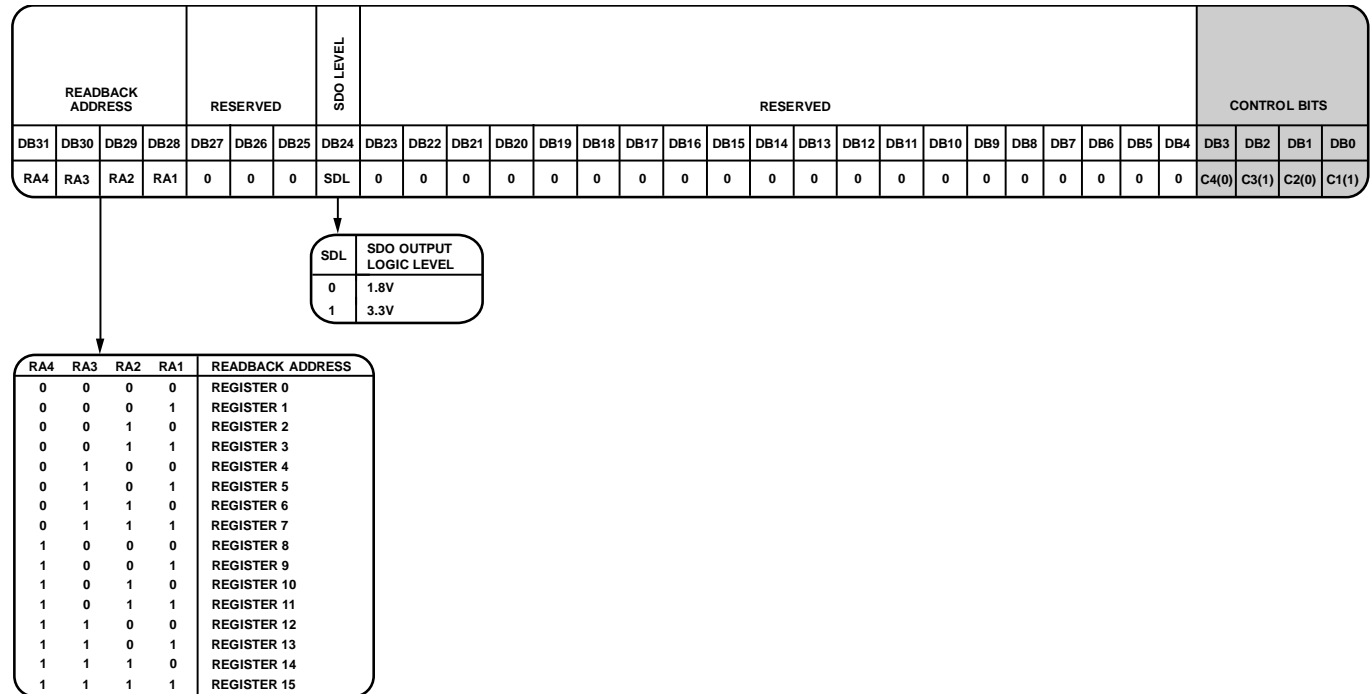 READBACK
ADDRESS
RESERVED
SDO LEVEL
RESERVED
CONTROL BITS
DB31 DB30 DB29 DB28 DB27 DB26 DB25 DB24 DB23 DB22 DB21 DB20 DB19 DB18 DB17 DB16 DB15 DB14 DB13 DB12 DB11 DB10 DB9 DB8 DB7 DB6 DB5 DB4 DB3 DB2 DB1 DB0
RA4 RA3 RA2 RA1 0 0 0 SDL 0 0 0 0 0 0 0 0 0 0 0 0 0 0 0 0 0 0 0 0 C4(0) C3(1) C2(0) C1(1)
SDL SDO OUTPUT
LOGIC LEVEL
0 1.8V
1 3.3V
RA4 RA3 RA2 RA1 READBACK ADDRESS
0 0 0 0 REGISTER 0
0 0 0 1 REGISTER 1
0 0 1 0 REGISTER 2
0 0 1 1 REGISTER 3
0 1 0 0 REGISTER 4
0 1 0 1 REGISTER 5
0 1 1 0 REGISTER 6
0 1 1 1 REGISTER 7
1 0 0 0 REGISTER 8
1 0 0 1 REGISTER 9
1 0 1 0 REGISTER 10
1 0 1 1 REGISTER 11
1 1 0 0 REGISTER 12
1 1 0 1 REGISTER 13
1 1 1 0 REGISTER 14
1 1 1 1 REGISTER 15